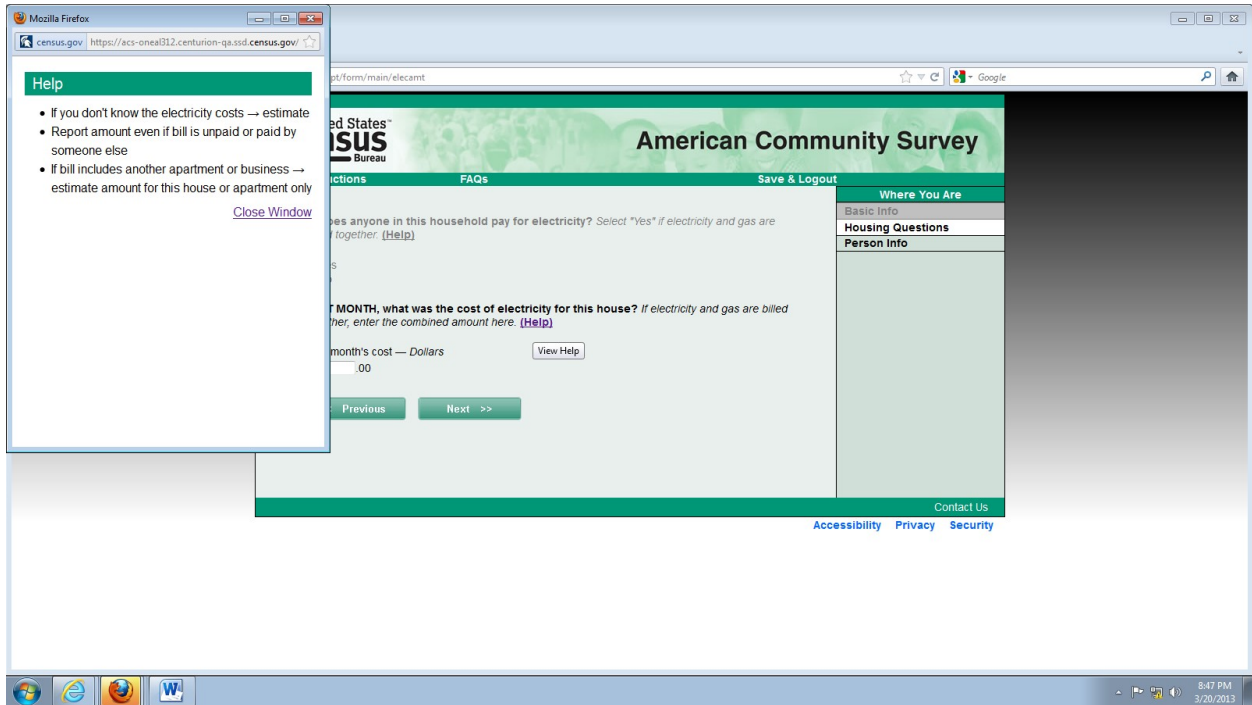 Mozilla Firefox
census.gov https://acs-oneal312.centurion-qa.ssd.census.gov/
Help
• If you don't know the electricity costs → estimate
• Report amount even if bill is unpaid or paid by
someone else
• If bill includes another apartment or business →
estimate amount for this house or apartment only
Close Window
pt/form/main/elecamt
Google
ed States™
Bureau
American Community Survey
ctions FAQs Save & Logout
Where You Are
Basic Info
Housing Questions
Person Info
es anyone in this household pay for electricity? Select "Yes" if electricity and gas are
together. (Help)
s
MONTH, what was the cost of electricity for this house? If electricity and gas are billed
her, enter the combined amount here. (Help)
month's cost — Dollars View Help
.00
Previous Next >>
Contact Us
Accessibility Privacy Security
8:47 PM
3/20/2013